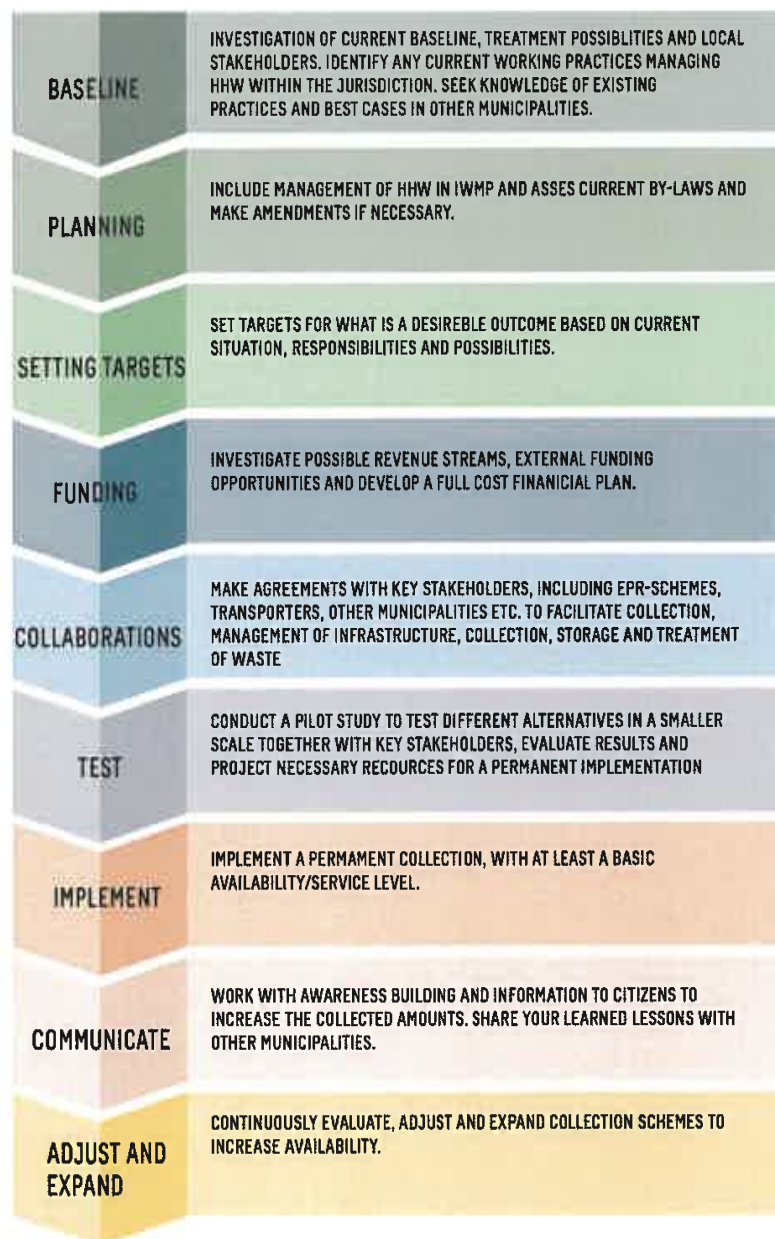 BASELINE
INVESTIGATION OF CURRENT BASELINE, TREATMENT POSSIBLITIES AND LOCAL
STAKEHOLDERS. IDENTIFY ANY CURRENT WORKING PRACTICES MANAGING
HHW WITHIN THE JURISDICTION. SEEK KNOWLEDGE OF EXISTING
PRACTICES AND BEST CASES IN OTHER MUNICIPALITIES.
PLANNING
INCLUDE MANAGEMENT OF HHW IN IWMP AND ASSES CURRENT BY-LAWS AND
MAKE AMENDMENTS IF NECESSARY.
SETTING TARGETS
SET TARGETS FOR WHAT IS A DESIREBLE OUTCOME BASED ON CURRENT
SITUATION, RESPONSIBILITIES AND POSSIBILITIES.
FUNDING
INVESTIGATE POSSIBLE REVENUE STREAMS, EXTERNAL FUNDING
OPPORTUNITIES AND DEVELOP A FULL COST FINANICIAL PLAN.
COLLABORATIONS
MAKE AGREEMENTS WITH KEY STAKEHOLDERS, INCLUDING EPR-SCHEMES,
TRANSPORTERS, OTHER MUNICIPALITIES ETC. TO FACILITATE COLLECTION,
MANAGEMENT OF INFRASTRUCTURE, COLLECTION, STORAGE AND TREATMENT
OF WASTE
TEST
CONDUCT A PILOT STUDY TO TEST DIFFERENT ALTERNATIVES IN A SMALLER
SCALE TOGETHER WITH KEY STAKEHOLDERS, EVALUATE RESULTS AND
PROJECT NECESSARY RECOURCES FOR A PERMANENT IMPLEMENTATION
IMPLEMENT
IMPLEMENT A PERMAMENT COLLECTION, WITH AT LEAST A BASIC
AVAILABILITY/SERVICE LEVEL.
COMMUNICATE
WORK WITH AWARENESS BUILDING AND INFORMATION TO CITIZENS TO
INCREASE THE COLLECTED AMOUNTS. SHARE YOUR LEARNED LESSONS WITH
OTHER MUNICIPALITIES.
ADJUST AND
EXPAND
CONTINUOUSLY EVALUATE, ADJUST AND EXPAND COLLECTION SCHEMES TO
INCREASE AVAILABILITY.